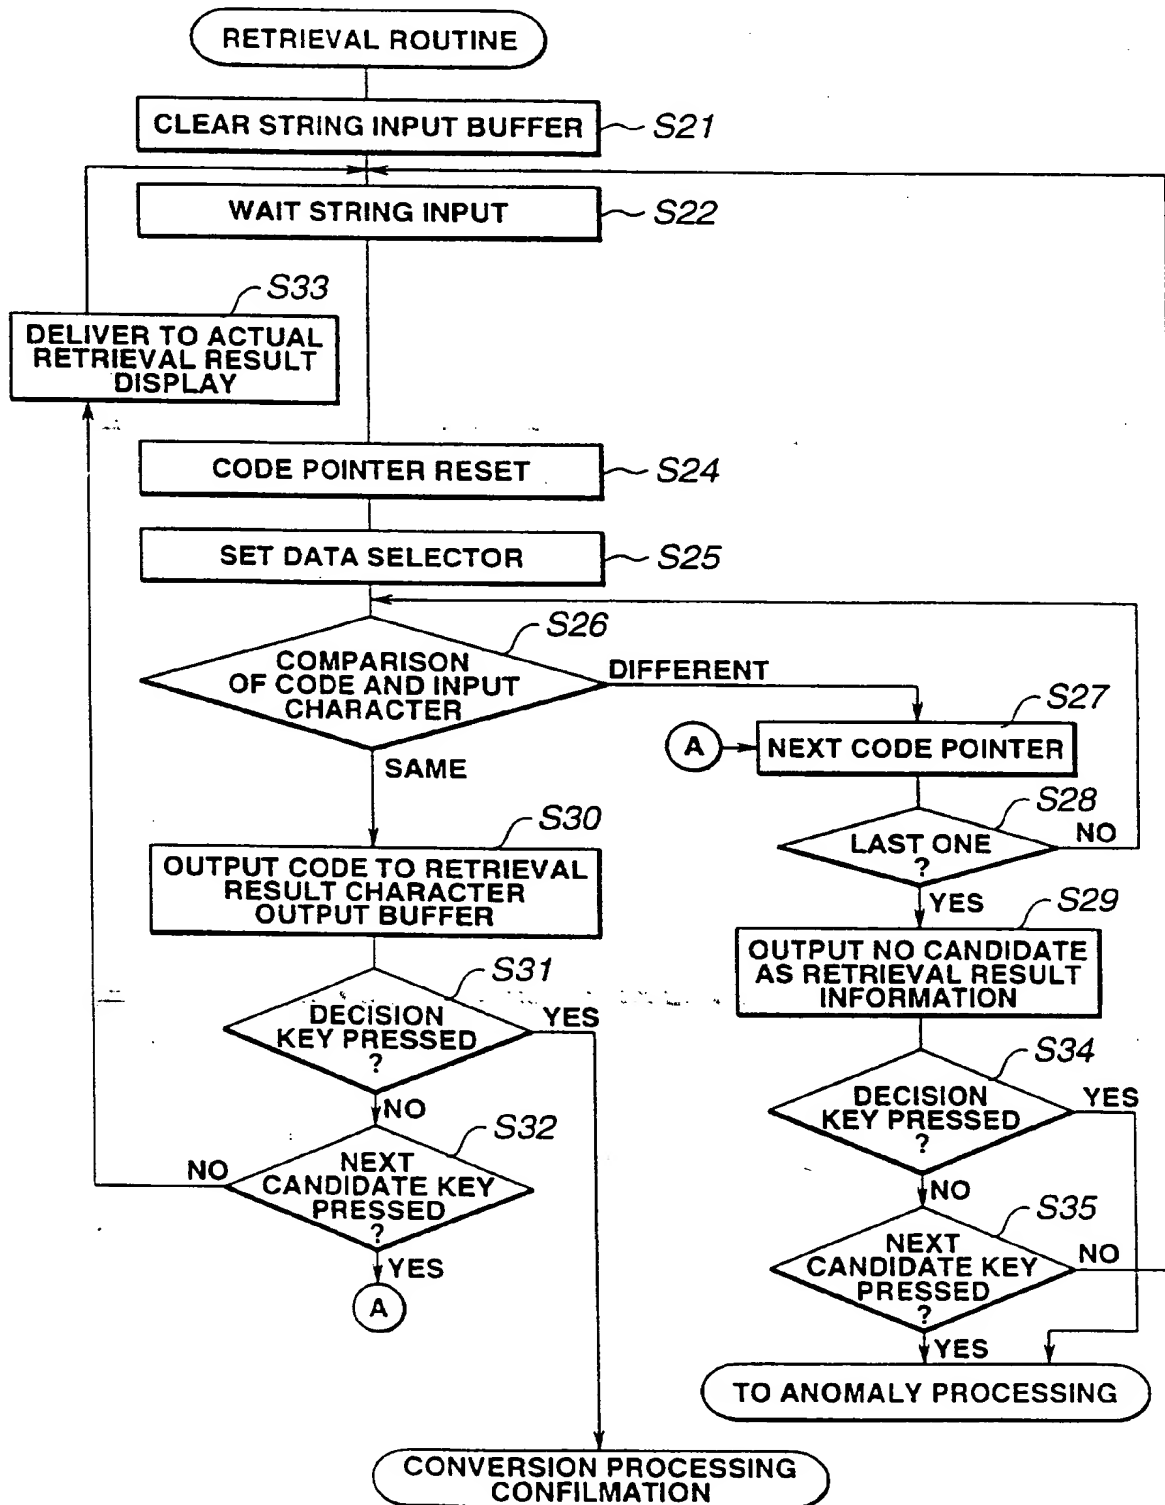 RETRIEVAL ROUTINE
CLEAR STRING INPUT BUFFER
S21
WAIT STRING INPUT
S22
S33
DELIVER TO ACTUAL
RETRIEVAL RESULT
DISPLAY
CODE POINTER RESET
S24
SET DATA SELECTOR
S25
S26
COMPARISON
OF CODE AND INPUT
CHARACTER
DIFFERENT
SAME
S27
A
NEXT CODE POINTER
S28
LAST ONE
?
NO
YES
S30
OUTPUT CODE TO RETRIEVAL
RESULT CHARACTER
OUTPUT BUFFER
S29
OUTPUT NO CANDIDATE
AS RETRIEVAL RESULT
INFORMATION
S31
DECISION
KEY PRESSED
?
YES
NO
S34
DECISION
KEY PRESSED
?
YES
NO
S32
NO
NEXT
CANDIDATE KEY
PRESSED
?
YES
A
S35
NEXT
CANDIDATE KEY
PRESSED
?
NO
YES
TO ANOMALY PROCESSING
CONVERSION PROCESSING
CONFILMATION